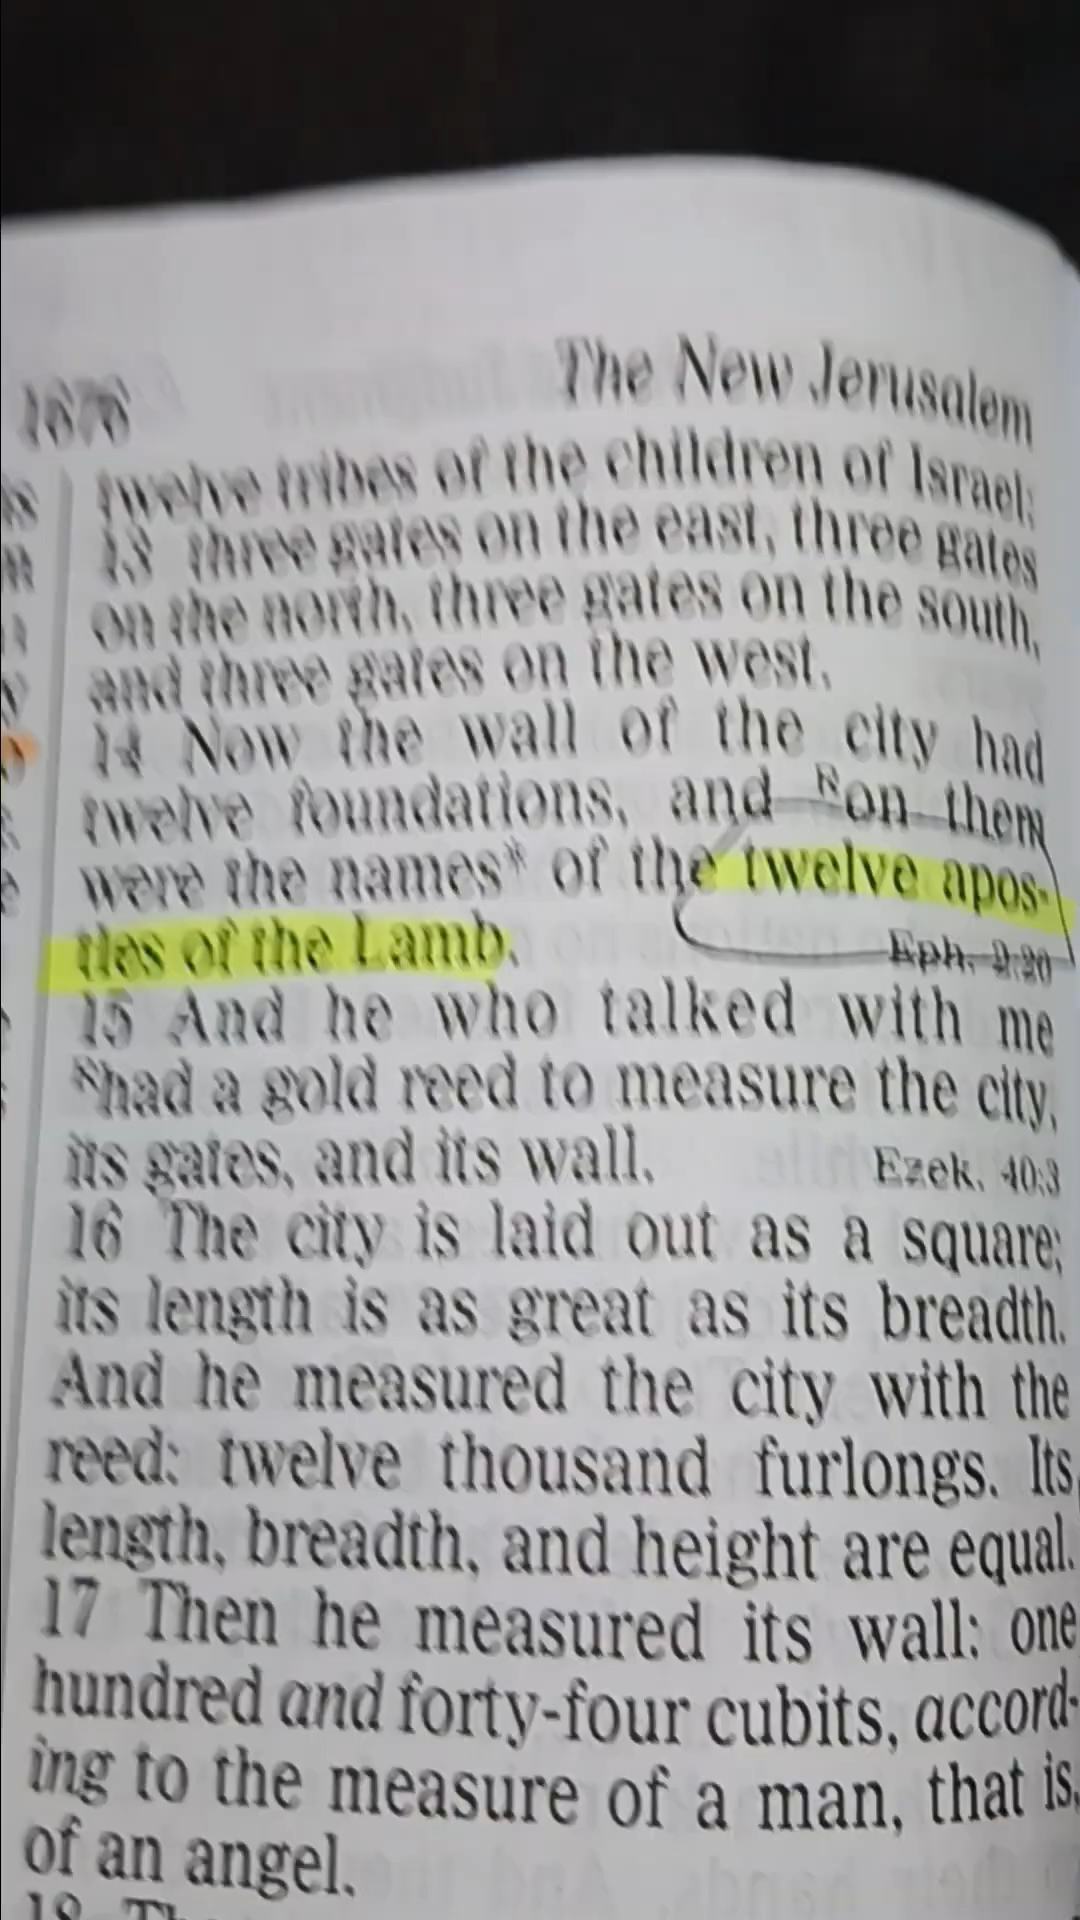 1676
The New Jerusalem
twelve tribes of the children of Israel:
13 three gates on the east, three gates
on the north, three gates on the south,
and three gates on the west.
14 Now the wall of the city had
twelve foundations, and Ron them
were the names* of the twelve apos-
tles of the Lamb.
Eph. 2:20
15 And he who talked with me
Rhad a gold reed to measure the city,
its gates, and its wall.
Ezek. 40:3
16 The city is laid out as a square;
its length is as great as its breadth.
And he measured the city with the
reed: twelve thousand furlongs. Its
length, breadth, and height are equal.
17 Then he measured its wall: one
hundred and forty-four cubits, accord-
ing to the measure of a man, that is,
of an angel.
18